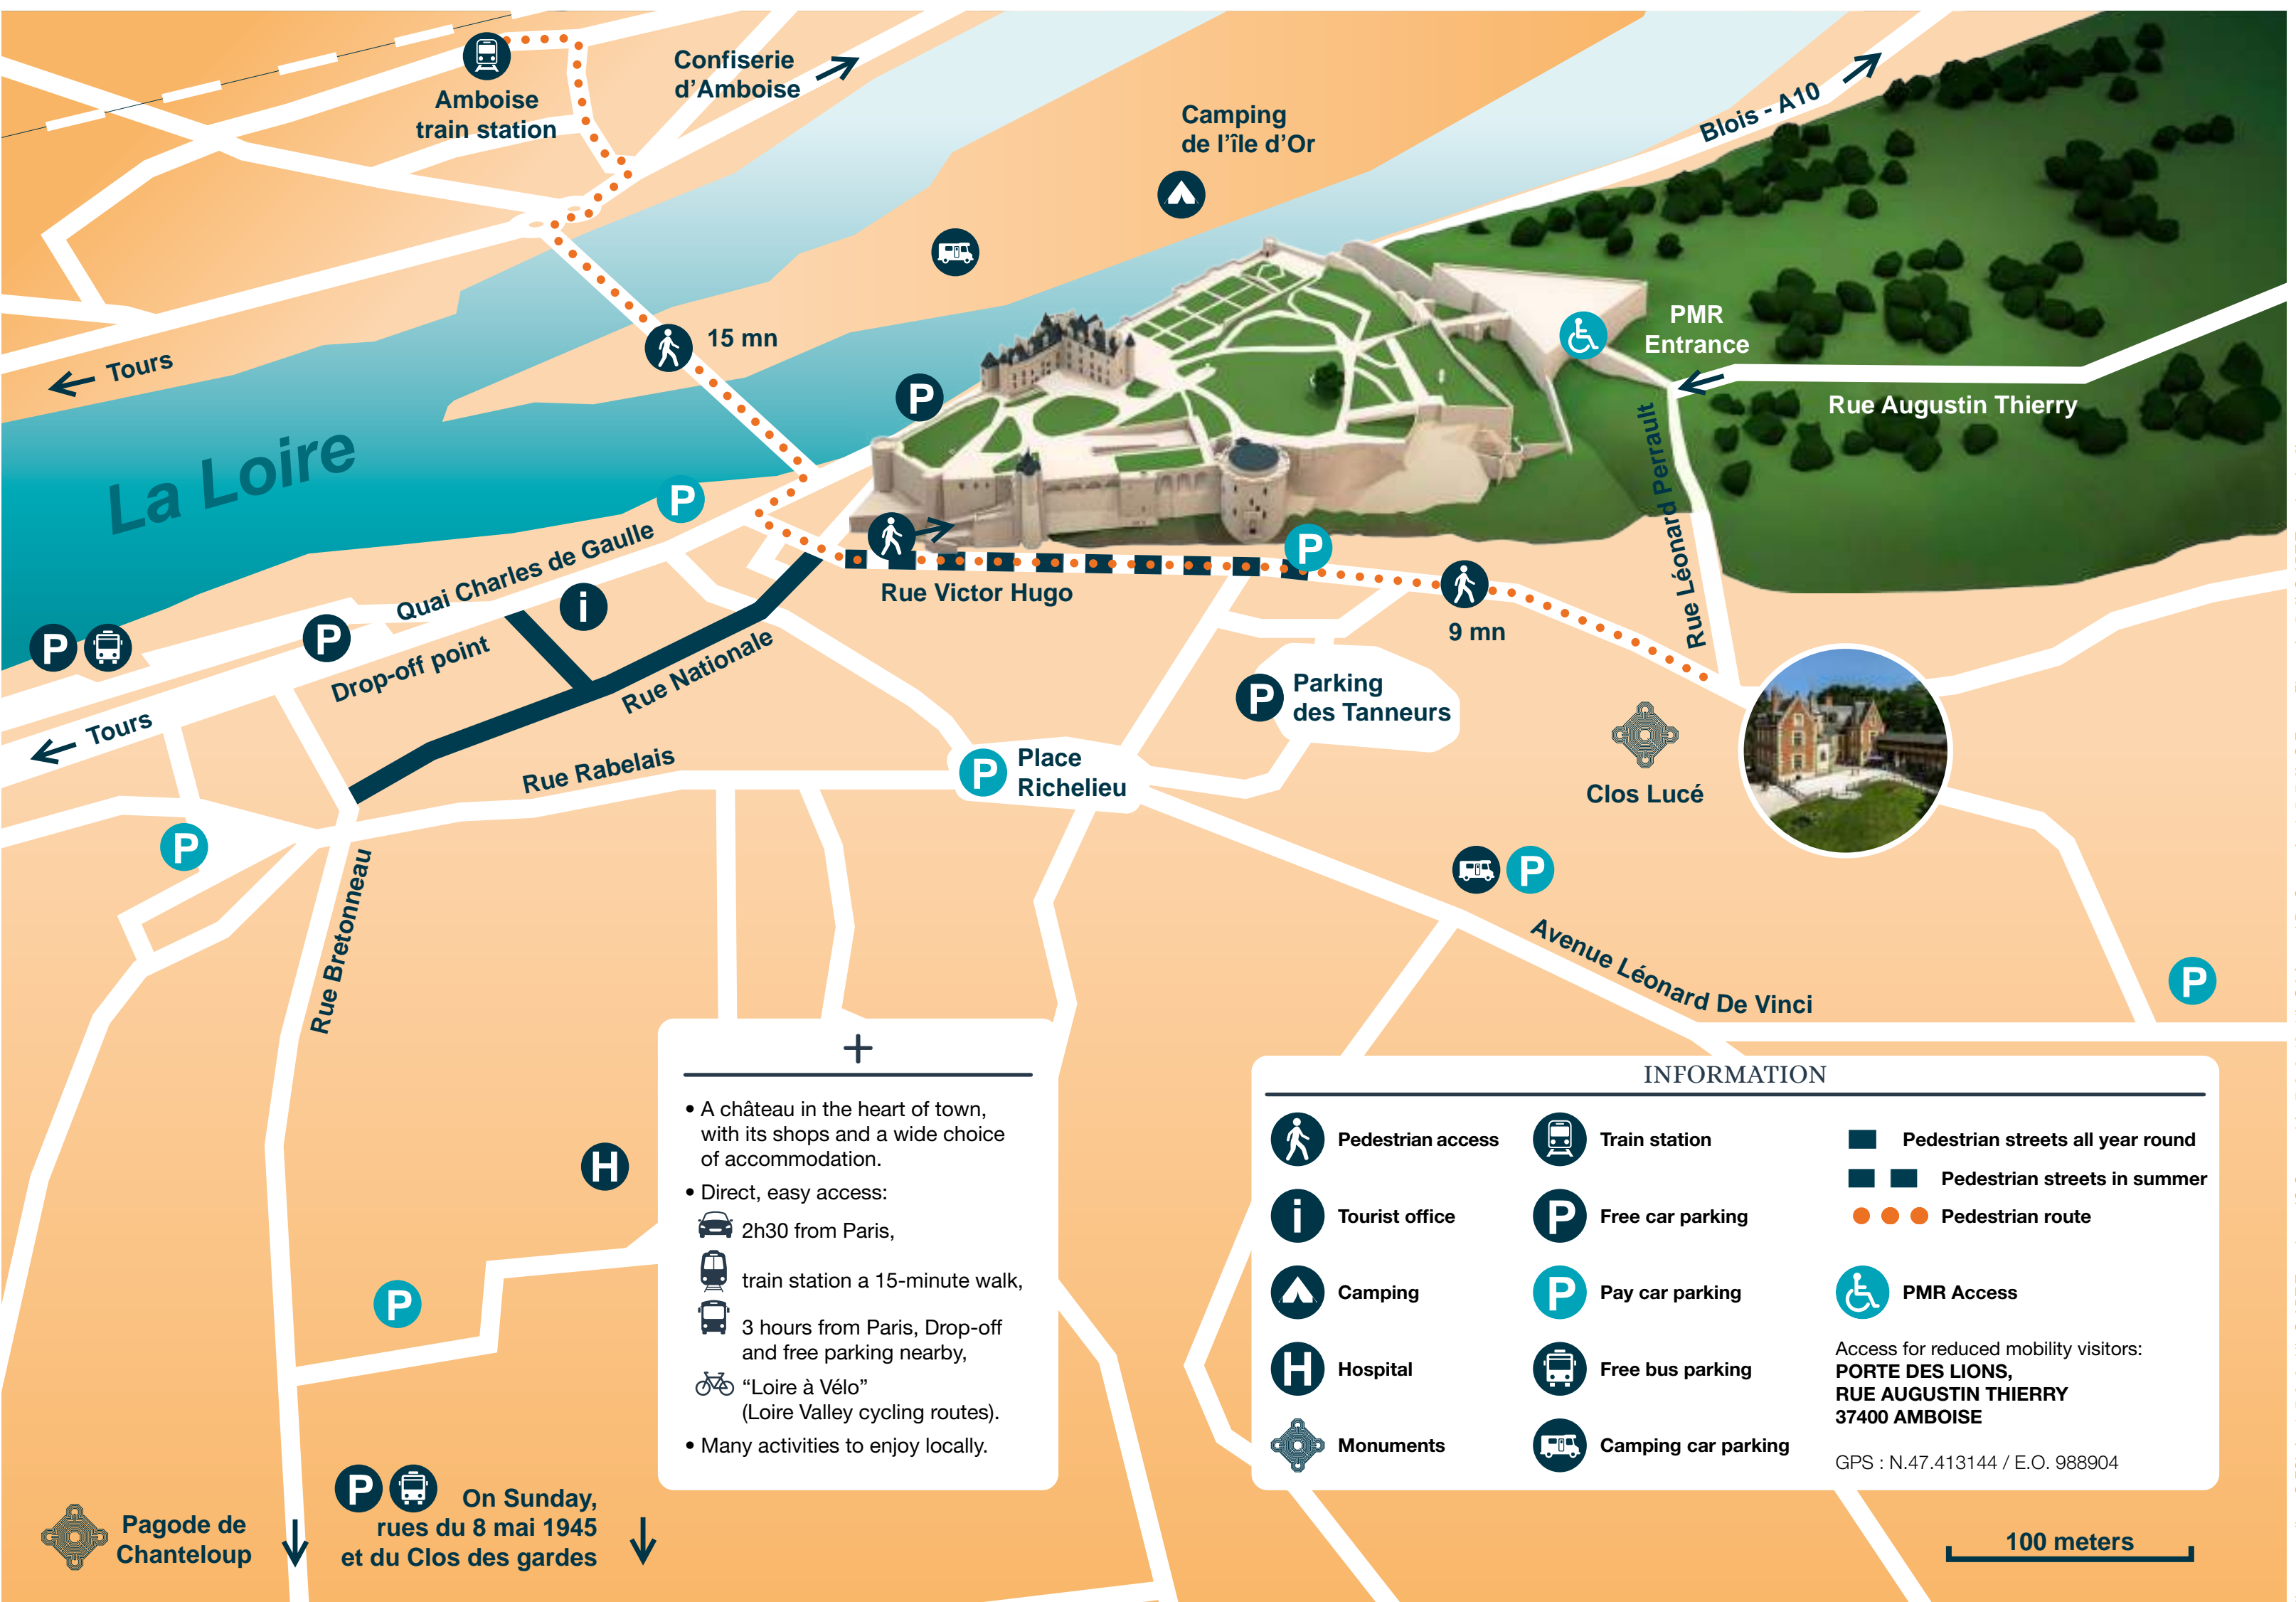 Confiserie
d'Amboise
Amboise
train station
Camping
de l'île d'Or
Blois - A10
PMR
Entrance
15 mn
Tours
P
Rue Augustin Thierry
La Loire
P
Rue Léonard Perrault
Quai Charles de Gaulle
P
Rue Victor Hugo
i
9 mn
P
P
Drop-off point
Rue Nationale
P
Parking
des Tanneurs
Tours
Rue Rabelais
P
Place
Richelieu
Clos Lucé
P
P
Rue Bretonneau
Avenue Léonard De Vinci
P
H
P
+
• A château in the heart of town,
with its shops and a wide choice
of accommodation.
• Direct, easy access:
2h30 from Paris,
train station a 15-minute walk,
3 hours from Paris, Drop-off
and free parking nearby,
“Loire à Vélo”
(Loire Valley cycling routes).
• Many activities to enjoy locally.
INFORMATION
Pedestrian access
i Tourist office
Camping
H Hospital
Monuments
Train station
P Free car parking
P Pay car parking
Free bus parking
Camping car parking
Pedestrian streets all year round
Pedestrian streets in summer
Pedestrian route
PMR Access
Access for reduced mobility visitors:
PORTE DES LIONS,
RUE AUGUSTIN THIERRY
37400 AMBOISE
GPS : N.47.413144 / E.O. 988904
Pagode de
Chanteloup
P
On Sunday,
rues du 8 mai 1945
et du Clos des gardes
100 meters